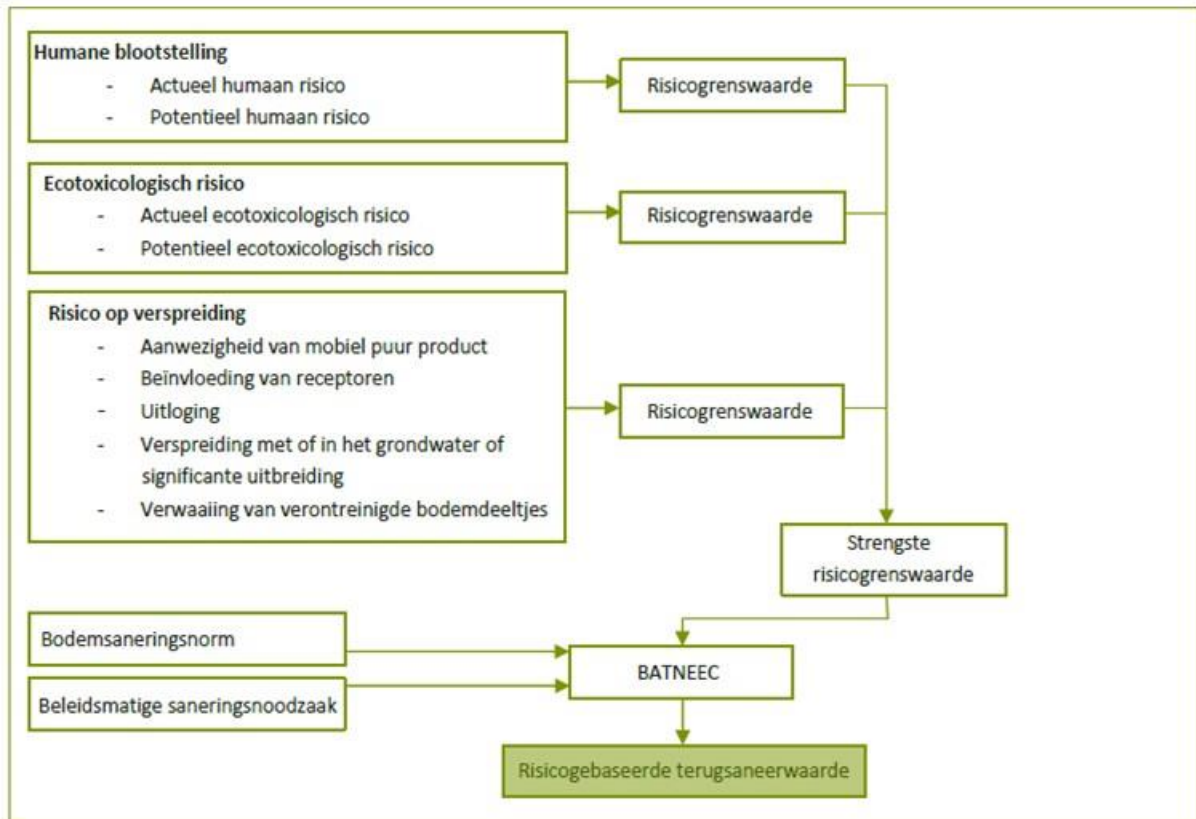 Humane blootstelling
- Actueel humaan risico
- Potentieel humaan risico
Risicogrenswaarde
Ecotoxicologisch risico
- Actueel ecotoxicologisch risico
- Potentieel ecotoxicologisch risico
Risicogrenswaarde
Risico op verspreiding
- Aanwezigheid van mobiel puur product
- Beïnvloeding van receptoren
- Uitloging
- Verspreiding met of in het grondwater of
significante uitbreiding
- Verwaaiing van verontreinigde bodemdeeltjes
Risicogrenswaarde
Strengste
risicogrenswaarde
Bodemsaneringsnorm
Beleidsmatige saneringsnoodzaak
BATNEEC
Risicogebaseerde terugsaneerwaarde